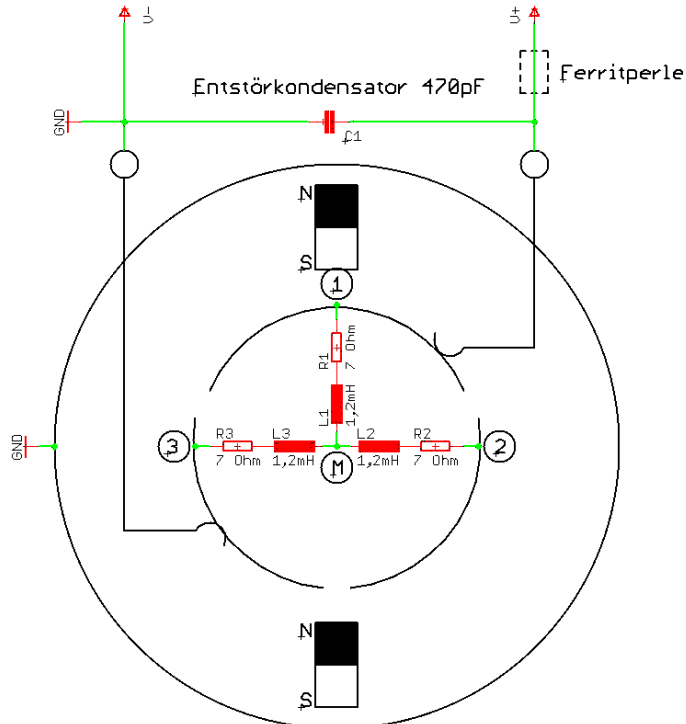 V-
V+
Ferritperle
Entstörkondensator 470pF
GND
C1
N
S
1
R1
7 Ohm
L1
1,2mH
GND
3
R3
L3
L2
R2
2
7 Ohm
1,2mH
M
1,2mH
7 Ohm
N
S